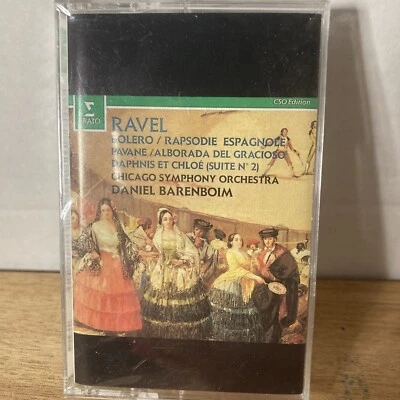 CSO Edition
ERATO
RAVEL
BOLERO / RAPSODIE ESPAGNOLE
PAVANE / ALBORADA DEL GRACIOSO
DAPHNIS ET CHLOÉ (SUITE N° 2)
CHICAGO SYMPHONY ORCHESTRA
DANIEL BARENBOIM